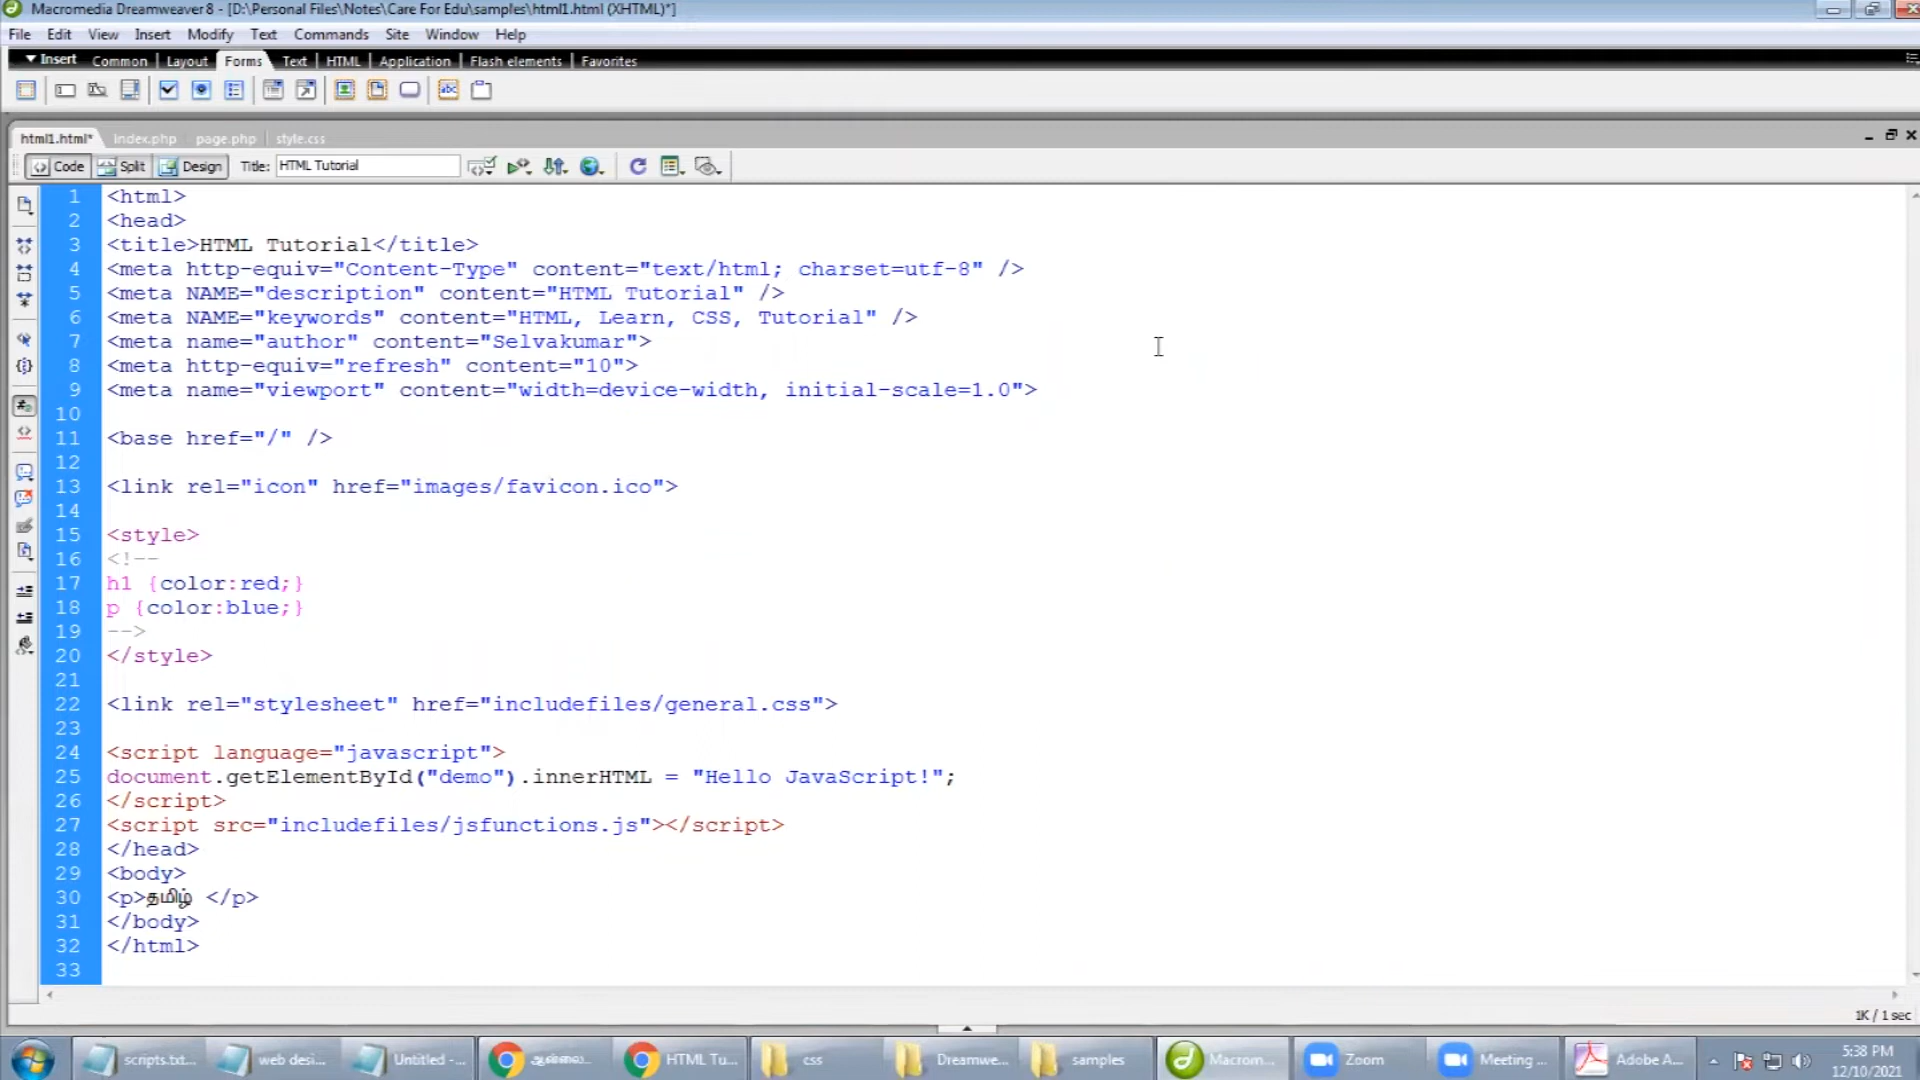 Macromedia Dreamweaver 8 - [D:\Personal Files\Notes\Care For Edu\samples\html1.html (XHTML)*]
File Edit View Insert Modify Text Commands Site Window Help
Insert Common Layout Forms Text HTML Application Flash elements Favorites
html1.html* Index.php page.php style.css
Code Split Design Title: HTML Tutorial
1 <html>
2 <head>
3 <title>HTML Tutorial</title>
4 <meta http-equiv="Content-Type" content="text/html; charset=utf-8" />
5 <meta NAME="description" content="HTML Tutorial" />
6 <meta NAME="keywords" content="HTML, Learn, CSS, Tutorial" />
7 <meta name="author" content="Selvakumar">
8 <meta http-equiv="refresh" content="10">
9 <meta name="viewport" content="width=device-width, initial-scale=1.0">
10
11 <base href="/" />
12
13 <link rel="icon" href="images/favicon.ico">
14
15 <style>
16 <!--
17 h1 {color:red;}
18 p {color:blue;}
19 -->
20 </style>
21
22 <link rel="stylesheet" href="includefiles/general.css">
23
24 <script language="javascript">
25 document.getElementById("demo").innerHTML = "Hello JavaScript!";
26 </script>
27 <script src="includefiles/jsfunctions.js"></script>
28 </head>
29 <body>
30 <p>தமிழ் </p>
31 </body>
32 </html>
33
1K / 1 sec
scripts.txt... web desi... Untitled -... HTML Tu... css Dreamwe... samples Macrom... Zoom Meeting ... Adobe A... 5:38 PM
12/10/2021